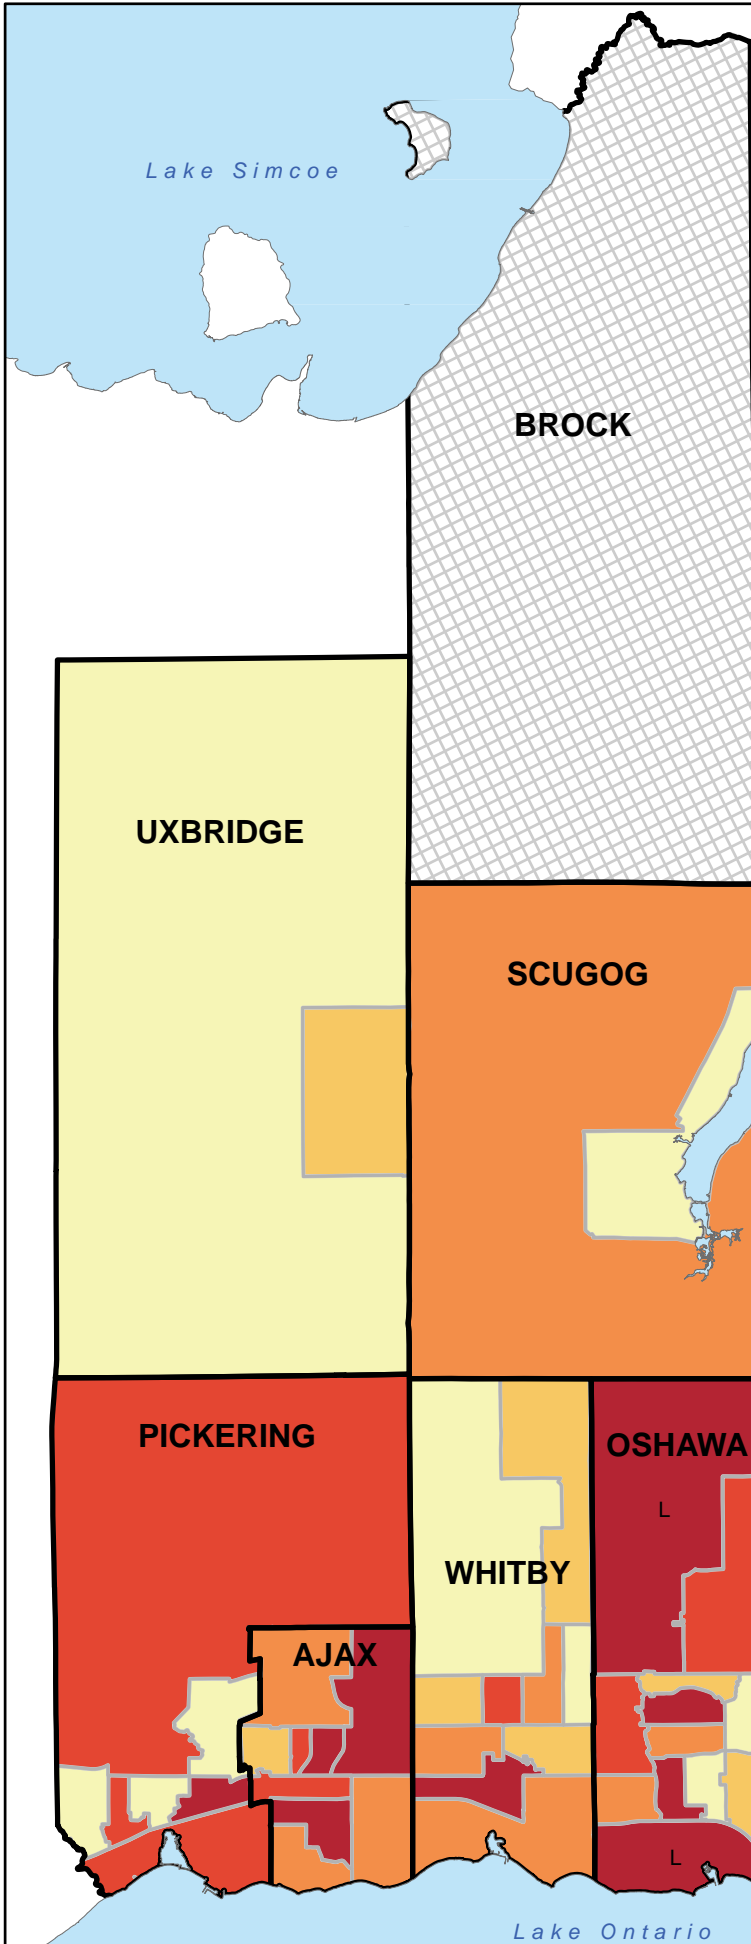 Lake Simcoe
BROCK
UXBRIDGE
SCUGOG
PICKERING
OSHAWA
L
WHITBY
AJAX
L
Lake Ontario